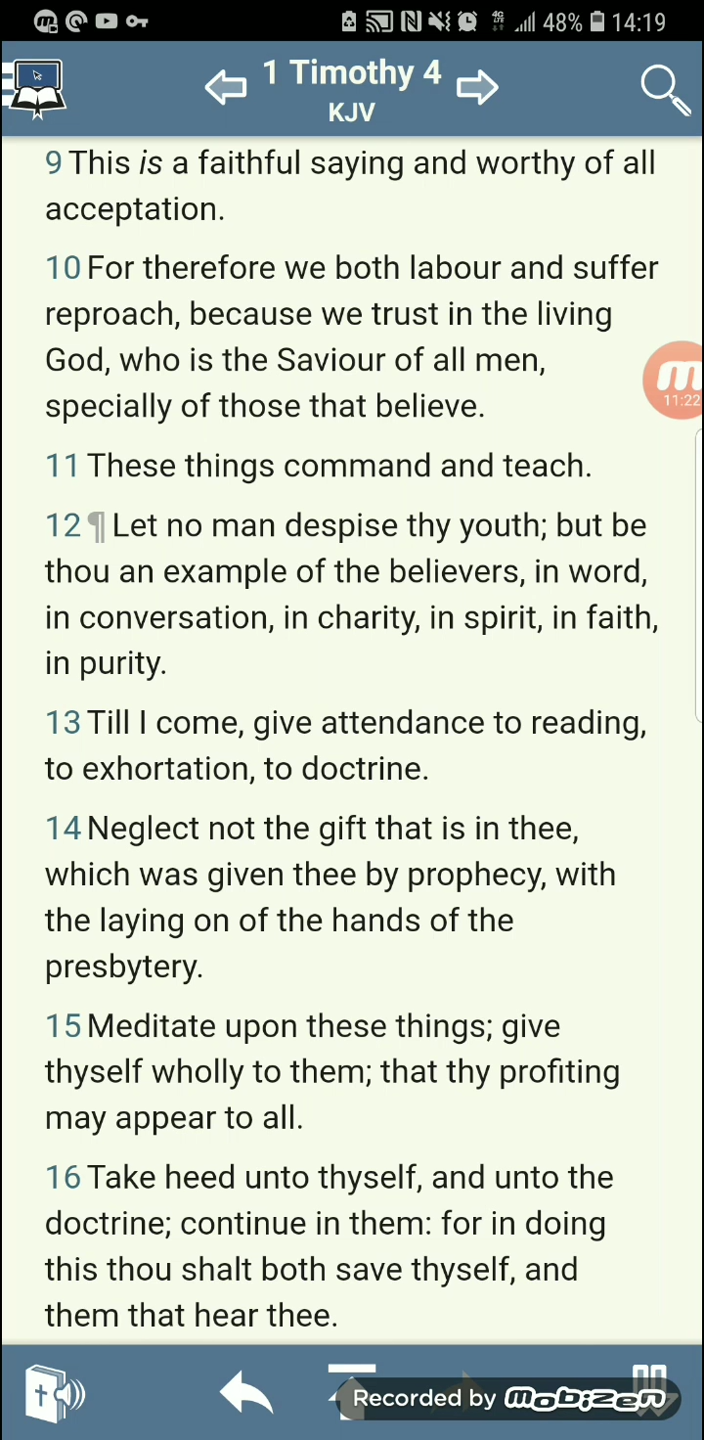 48% 14:19
1 Timothy 4
KJV
9 This is a faithful saying and worthy of all
acceptation.
10 For therefore we both labour and suffer
reproach, because we trust in the living
God, who is the Saviour of all men,
specially of those that believe.
m
11:22
11 These things command and teach.
12 ¶ Let no man despise thy youth; but be
thou an example of the believers, in word,
in conversation, in charity, in spirit, in faith,
in purity.
13 Till I come, give attendance to reading,
to exhortation, to doctrine.
14 Neglect not the gift that is in thee,
which was given thee by prophecy, with
the laying on of the hands of the
presbytery.
15 Meditate upon these things; give
thyself wholly to them; that thy profiting
may appear to all.
16 Take heed unto thyself, and unto the
doctrine; continue in them: for in doing
this thou shalt both save thyself, and
them that hear thee.
Recorded by mobizen